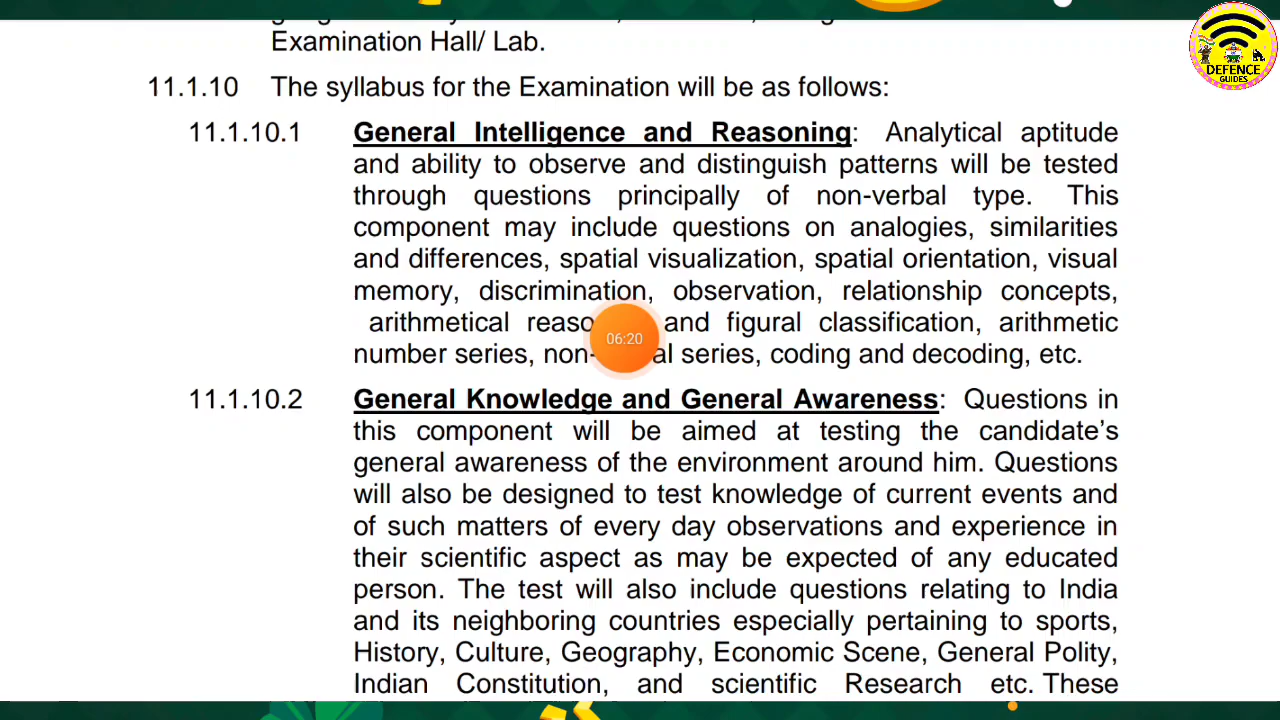 Examination Hall/ Lab.
11.1.10 The syllabus for the Examination will be as follows:
11.1.10.1 General Intelligence and Reasoning: Analytical aptitude
and ability to observe and distinguish patterns will be tested
through questions principally of non-verbal type. This
component may include questions on analogies, similarities
and differences, spatial visualization, spatial orientation, visual
memory, discrimination, observation, relationship concepts,
arithmetical and figural classification, arithmetic
number series, series, coding and decoding, etc.
06:20
11.1.10.2 General Knowledge and General Awareness: Questions in
this component will be aimed at testing the candidate's
general awareness of the environment around him. Questions
will also be designed to test knowledge of current events and
of such matters of every day observations and experience in
their scientific aspect as may be expected of any educated
person. The test will also include questions relating to India
and its neighboring countries especially pertaining to sports,
History, Culture, Geography, Economic Scene, General Polity,
Indian Constitution, and scientific Research etc. These
DEFENCE
GUIDES